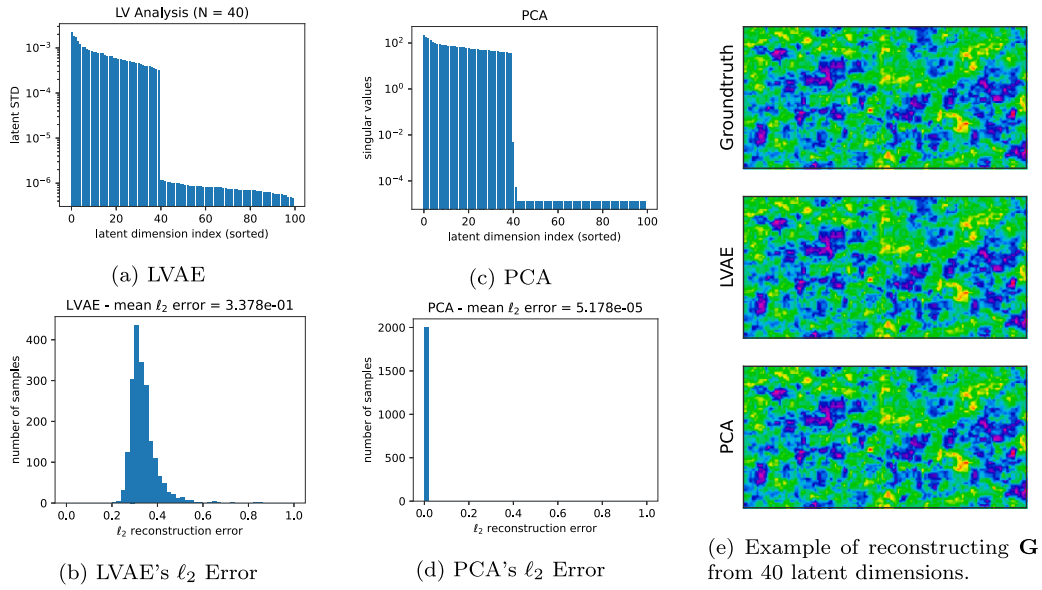 LV Analysis (N = 40)
latent STD
10⁻³
10⁻⁴
10⁻⁵
10⁻⁶
0 20 40 60 80 100
latent dimension index (sorted)
(a) LVAE
PCA
singular values
10²
10⁰
10⁻²
10⁻⁴
0 20 40 60 80 100
latent dimension index (sorted)
(c) PCA
LVAE - mean ℓ₂ error = 3.378e-01
number of samples
400
300
200
100
0
0.0 0.2 0.4 0.6 0.8 1.0
ℓ₂ reconstruction error
(b) LVAE's ℓ₂ Error
PCA - mean ℓ₂ error = 5.178e-05
number of samples
2000
1500
1000
500
0
0.0 0.2 0.4 0.6 0.8 1.0
ℓ₂ reconstruction error
(d) PCA's ℓ₂ Error
Groundtruth
LVAE
PCA
(e) Example of reconstructing G
from 40 latent dimensions.